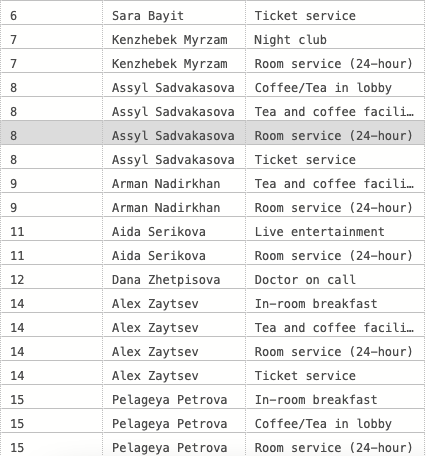 6 Sara Bayit Ticket service
7 Kenzhebek Myrzam Night club
7 Kenzhebek Myrzam Room service (24-hour)
8 Assyl Sadvakasova Coffee/Tea in lobby
8 Assyl Sadvakasova Tea and coffee facili…
8 Assyl Sadvakasova Room service (24-hour)
8 Assyl Sadvakasova Ticket service
9 Arman Nadirkhan Tea and coffee facili…
9 Arman Nadirkhan Room service (24-hour)
11 Aida Serikova Live entertainment
11 Aida Serikova Room service (24-hour)
12 Dana Zhetpisova Doctor on call
14 Alex Zaytsev In-room breakfast
14 Alex Zaytsev Tea and coffee facili…
14 Alex Zaytsev Room service (24-hour)
14 Alex Zaytsev Ticket service
15 Pelageya Petrova In-room breakfast
15 Pelageya Petrova Coffee/Tea in lobby
15 Pelageya Petrova Room service (24-hour)